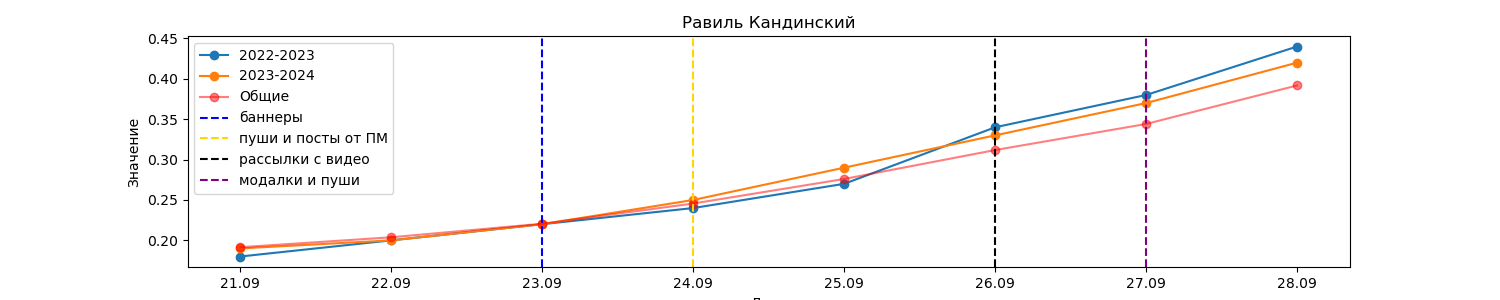 Равиль Кандинский
Значение
0.45
0.40
0.35
0.30
0.25
0.20
2022-2023
2023-2024
Общие
баннеры
пуши и посты от ПМ
рассылки с видео
модалки и пуши
21.09 22.09 23.09 24.09 25.09 26.09 27.09 28.09